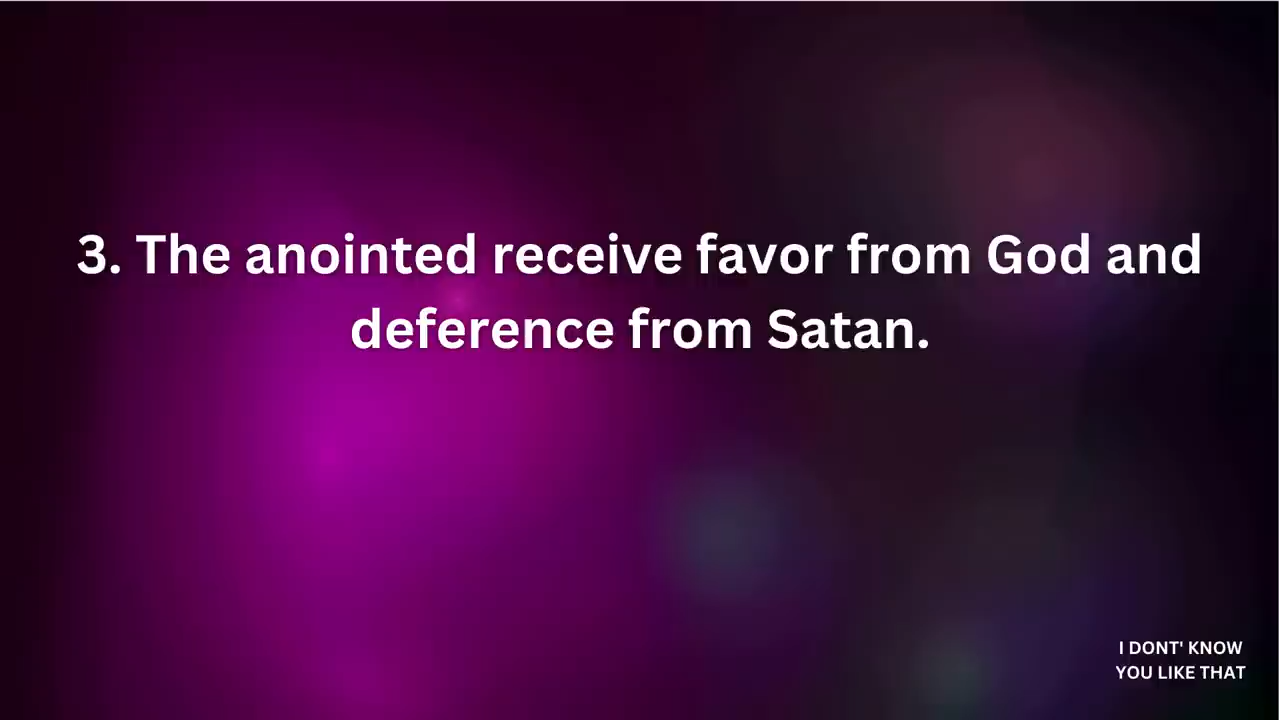 3. The anointed receive favor from God and
deference from Satan.
I DONT' KNOW
YOU LIKE THAT